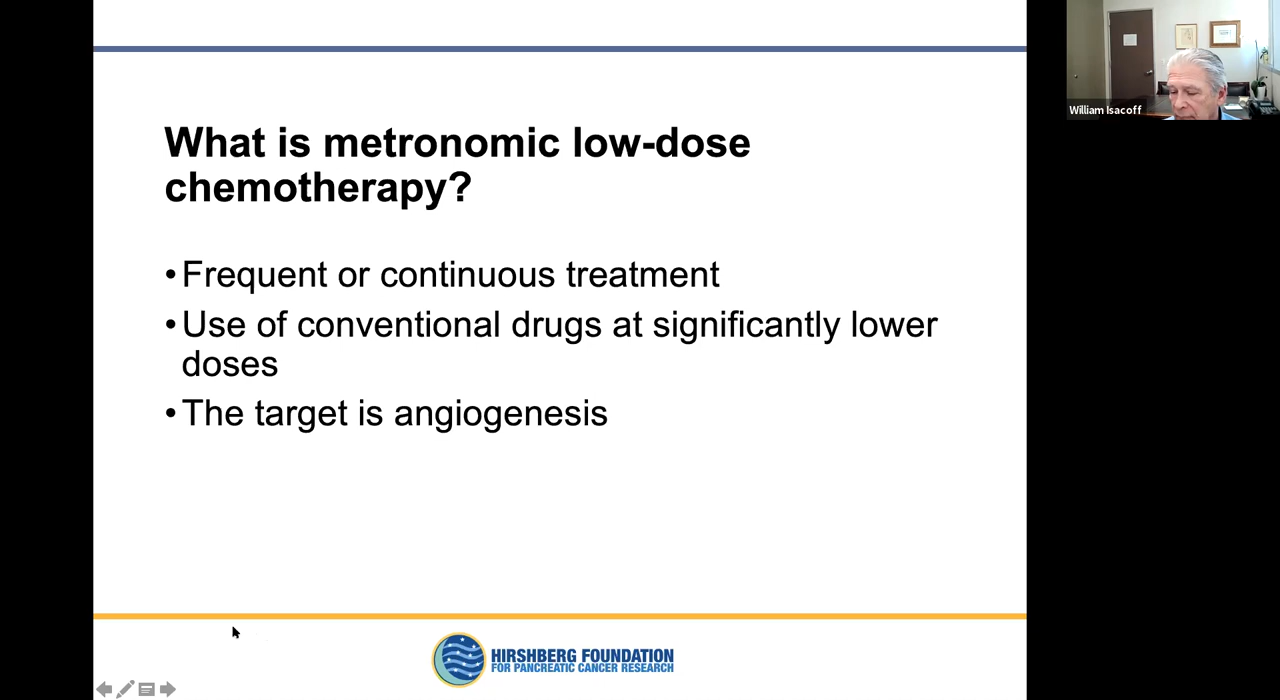 What is metronomic low-dose
chemotherapy?
•Frequent or continuous treatment
•Use of conventional drugs at significantly lower
doses
•The target is angiogenesis
HIRSHBERG FOUNDATION
FOR PANCREATIC CANCER RESEARCH
William Isacoff